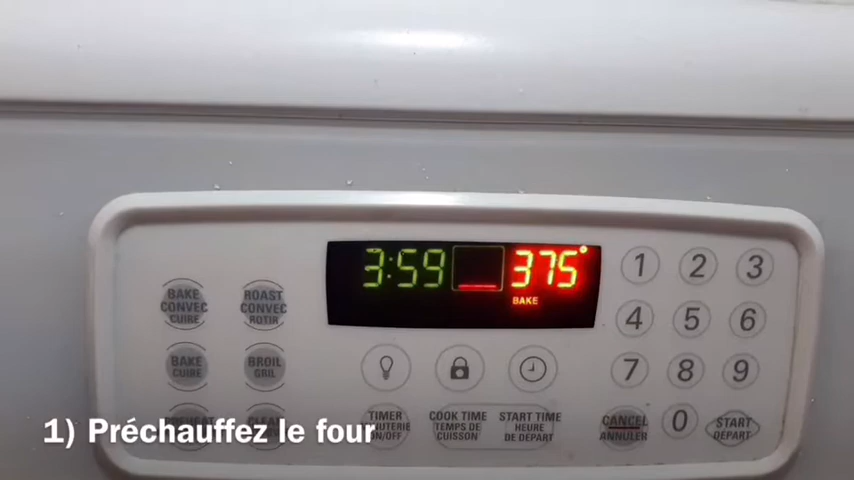 3:59 375°
BAKE
BAKE
CONVEC
CUIRE
ROAST
CONVEC
RÔTIR
BAKE
CUIRE
BROIL
GRIL
TIMER
ON/OFF
COOK TIME
TEMPS DE
CUISSON
START TIME
HEURE
DE DÉPART
1 2 3
4 5 6
7 8 9
0
CANCEL
ANNULER
START
DÉPART
1) Préchauffez le four